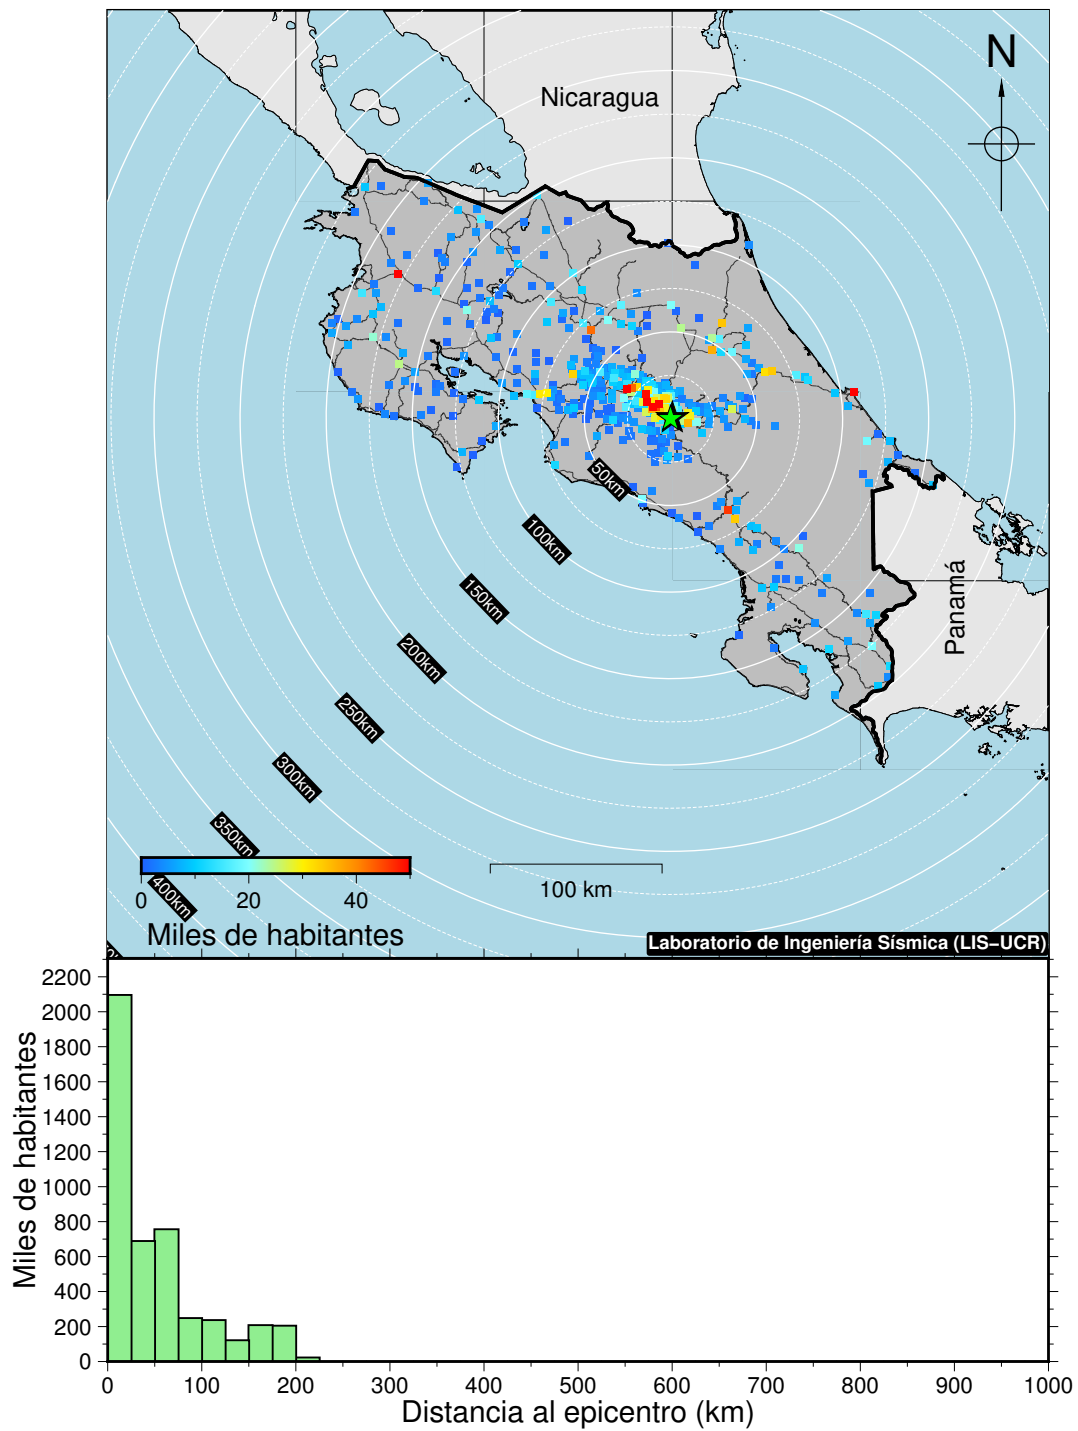 N
Nicaragua
Panamá
50km
100km
150km
200km
250km
300km
350km
400km
0 20 40
Miles de habitantes
100 km
Laboratorio de Ingeniería Sísmica (LIS–UCR)
2200
2000
1800
1600
1400
1200
1000
800
600
400
200
0
Miles de habitantes
0 100 200 300 400 500 600 700 800 900 1000
Distancia al epicentro (km)